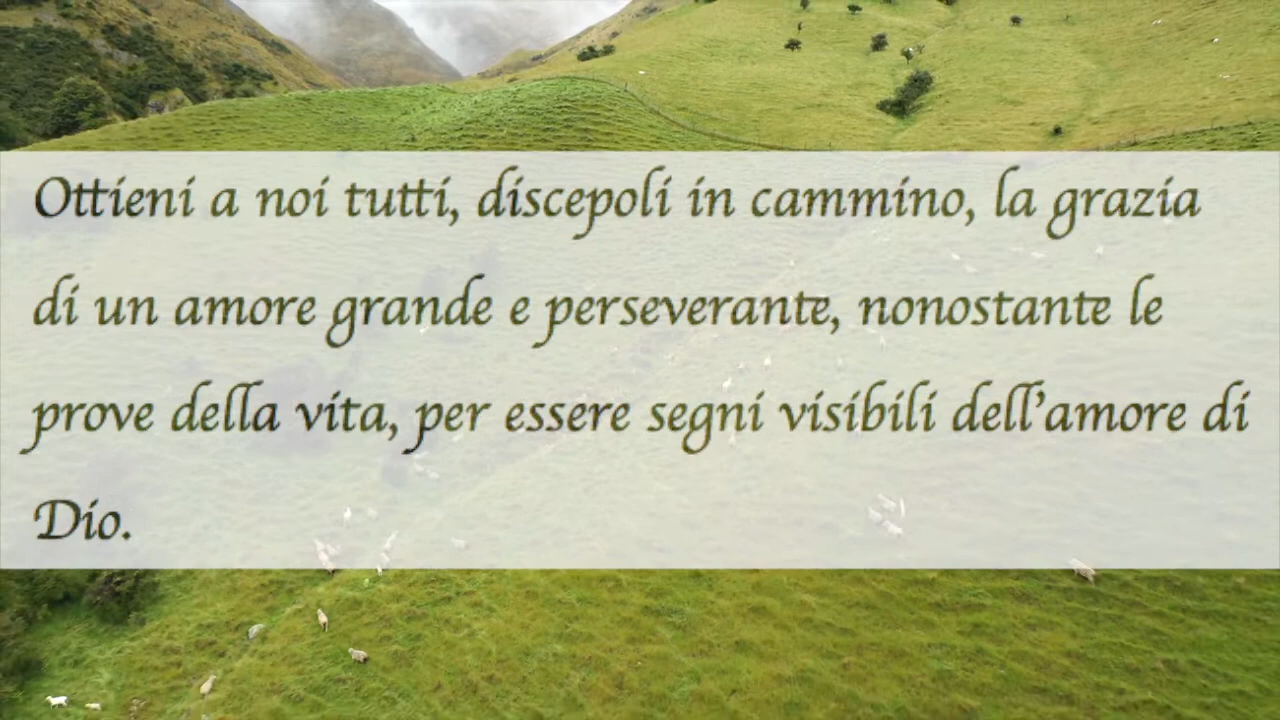 Ottieni a noi tutti, discepoli in cammino, la grazia
di un amore grande e perseverante, nonostante le
prove della vita, per essere segni visibili dell'amore di
Dio.